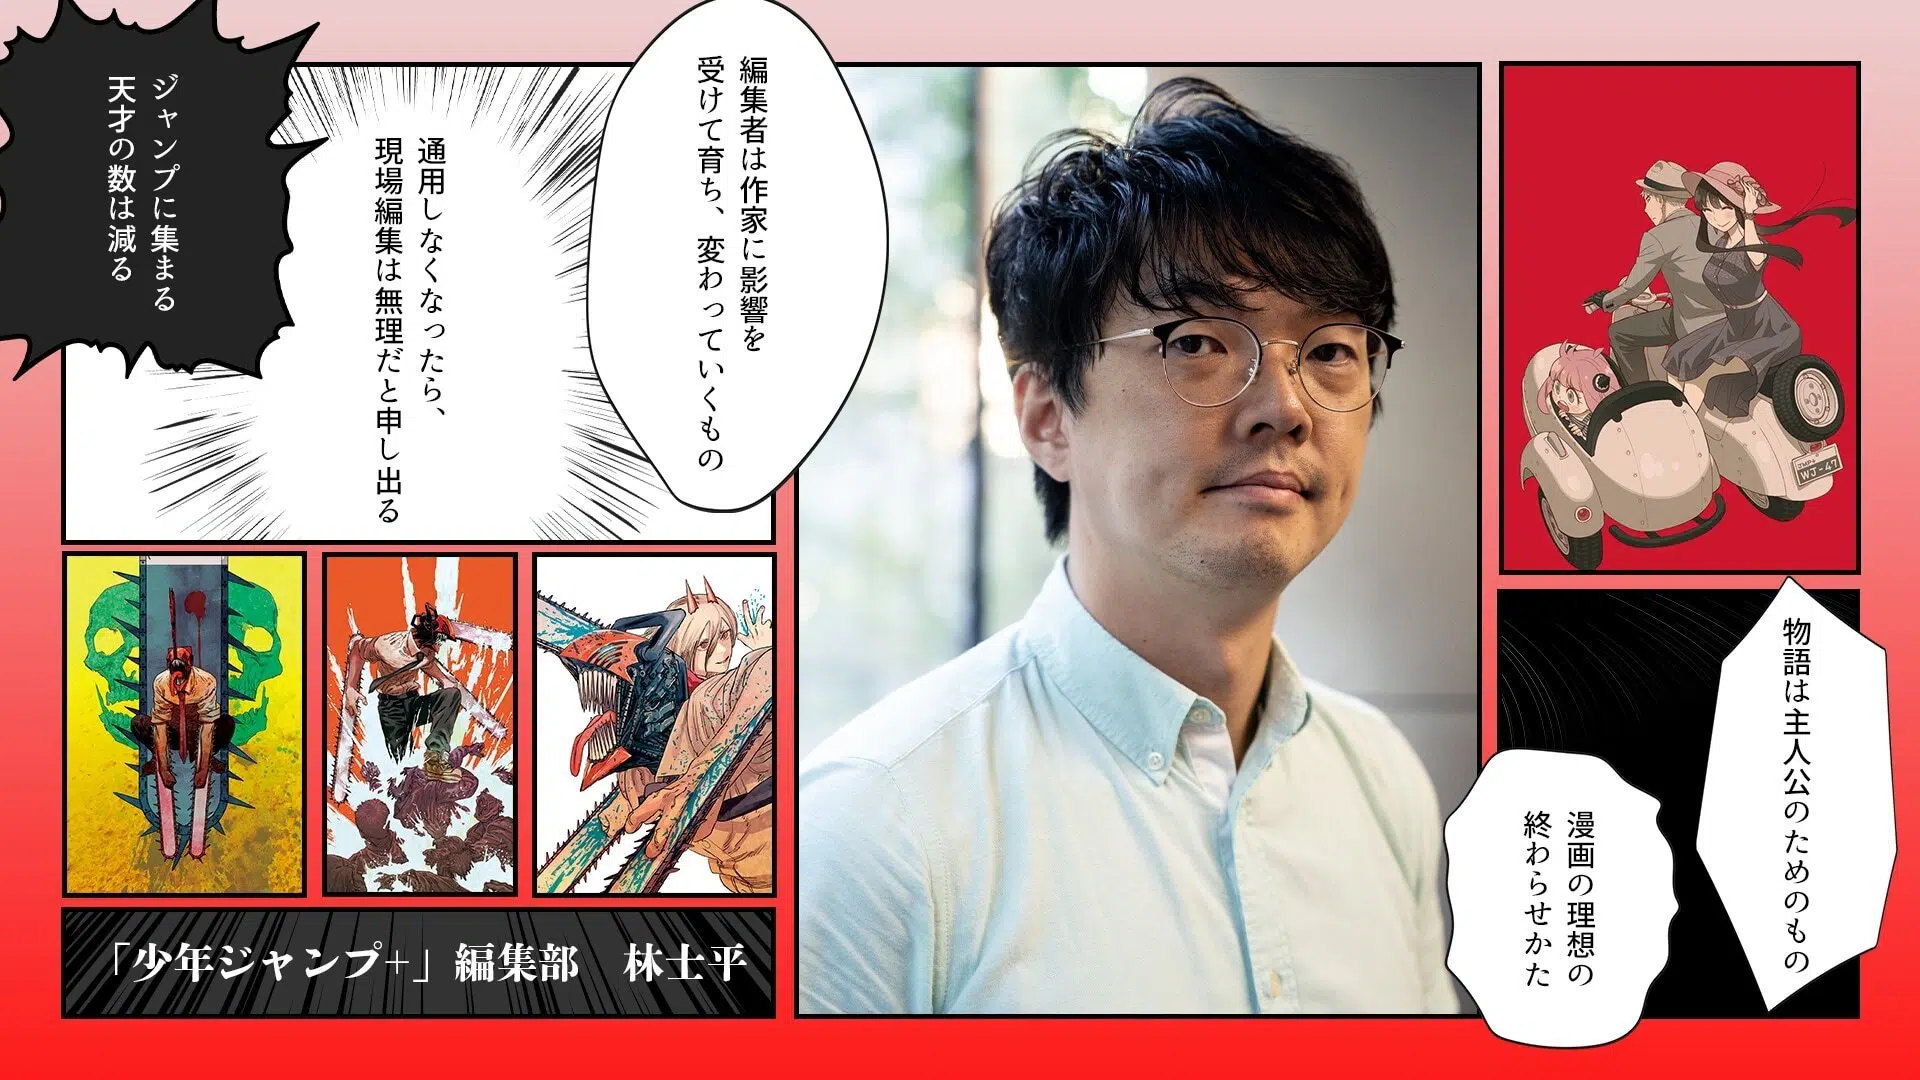 物語は主人公のためのもの
漫画の理想の
終わらせかた
編集者は作家に影響を
受けて育ち、変わっていくもの
通用しなくなったら、
現場編集は無理だと申し出る
ジャンプに集まる
天才の数は減る
「少年ジャンプ+」編集部　林士平
JMP+
WJ-47